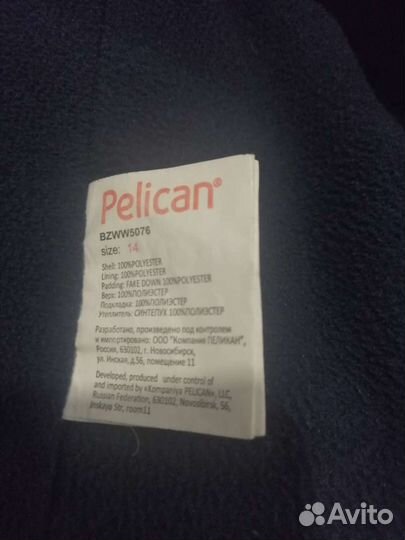 Pelican®
BZWW5076
size: 14
Shell: 100%POLYESTER
Lining: 100%POLYESTER
Padding: FAKE DOWN 100%POLYESTER
Верх: 100%ПОЛИЭСТЕР
Подкладка: 100%ПОЛИЭСТЕР
Утеплитель: СИНТЕПУХ 100%ПОЛИЭСТЕР
Разработано, произведено под контролем
и импортировано: ООО "Компания ПЕЛИКАН",
Россия, 630102, г. Новосибирск,
ул. Инская, д.56, помещение 11
Developed, produced under control of
and imported by «Kompaniya PELICAN», LLC,
Russian Federation, 630102, Novosibirsk, 56,
Inskaya Str, room11
Avito